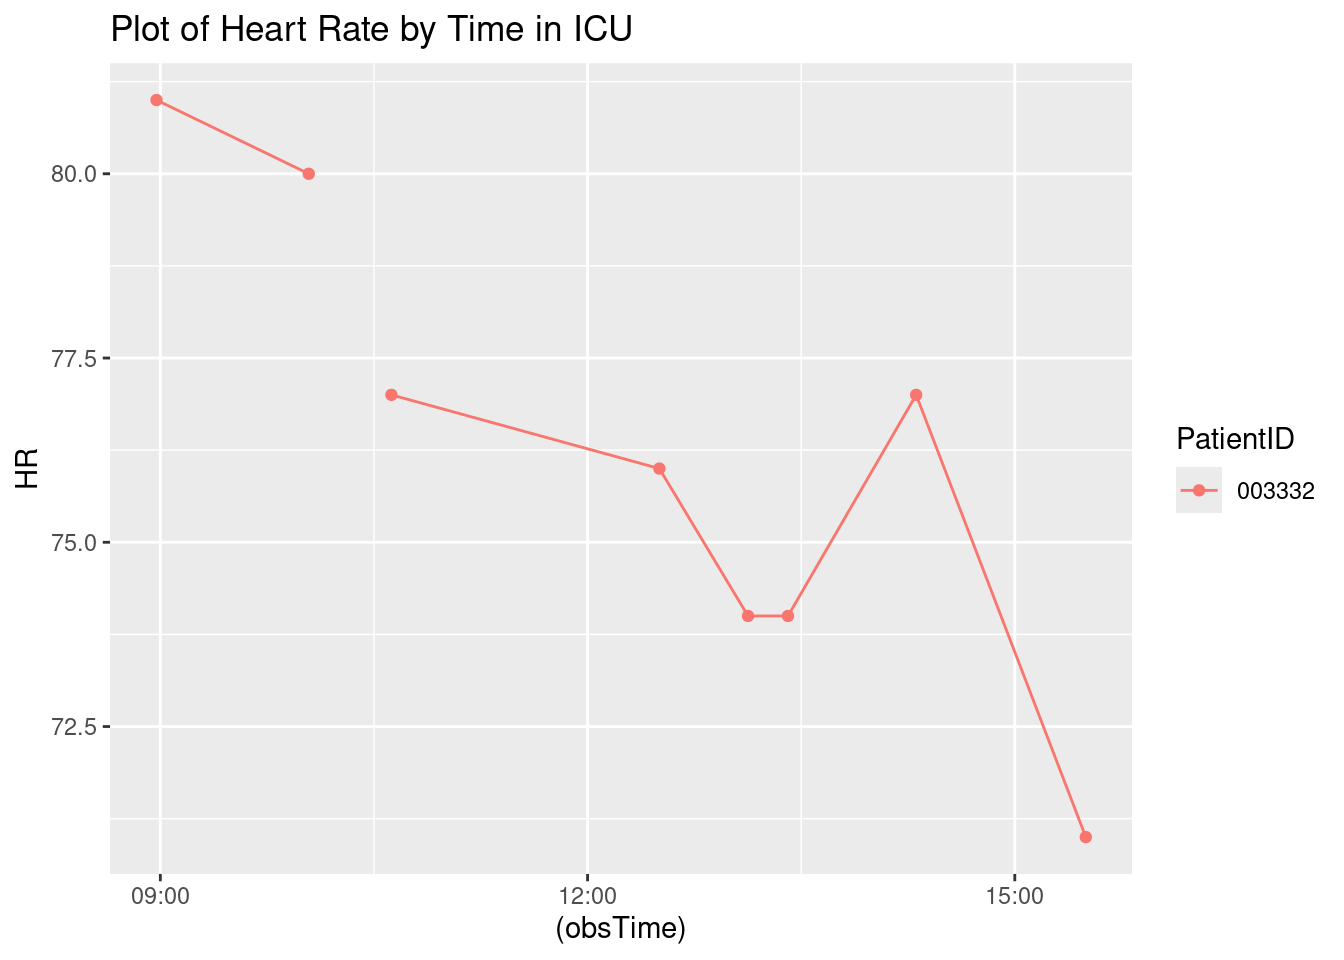 Plot of Heart Rate by Time in ICU
80.0
77.5
75.0
72.5
HR
09:00
12:00
15:00
(obsTime)
PatientID
003332